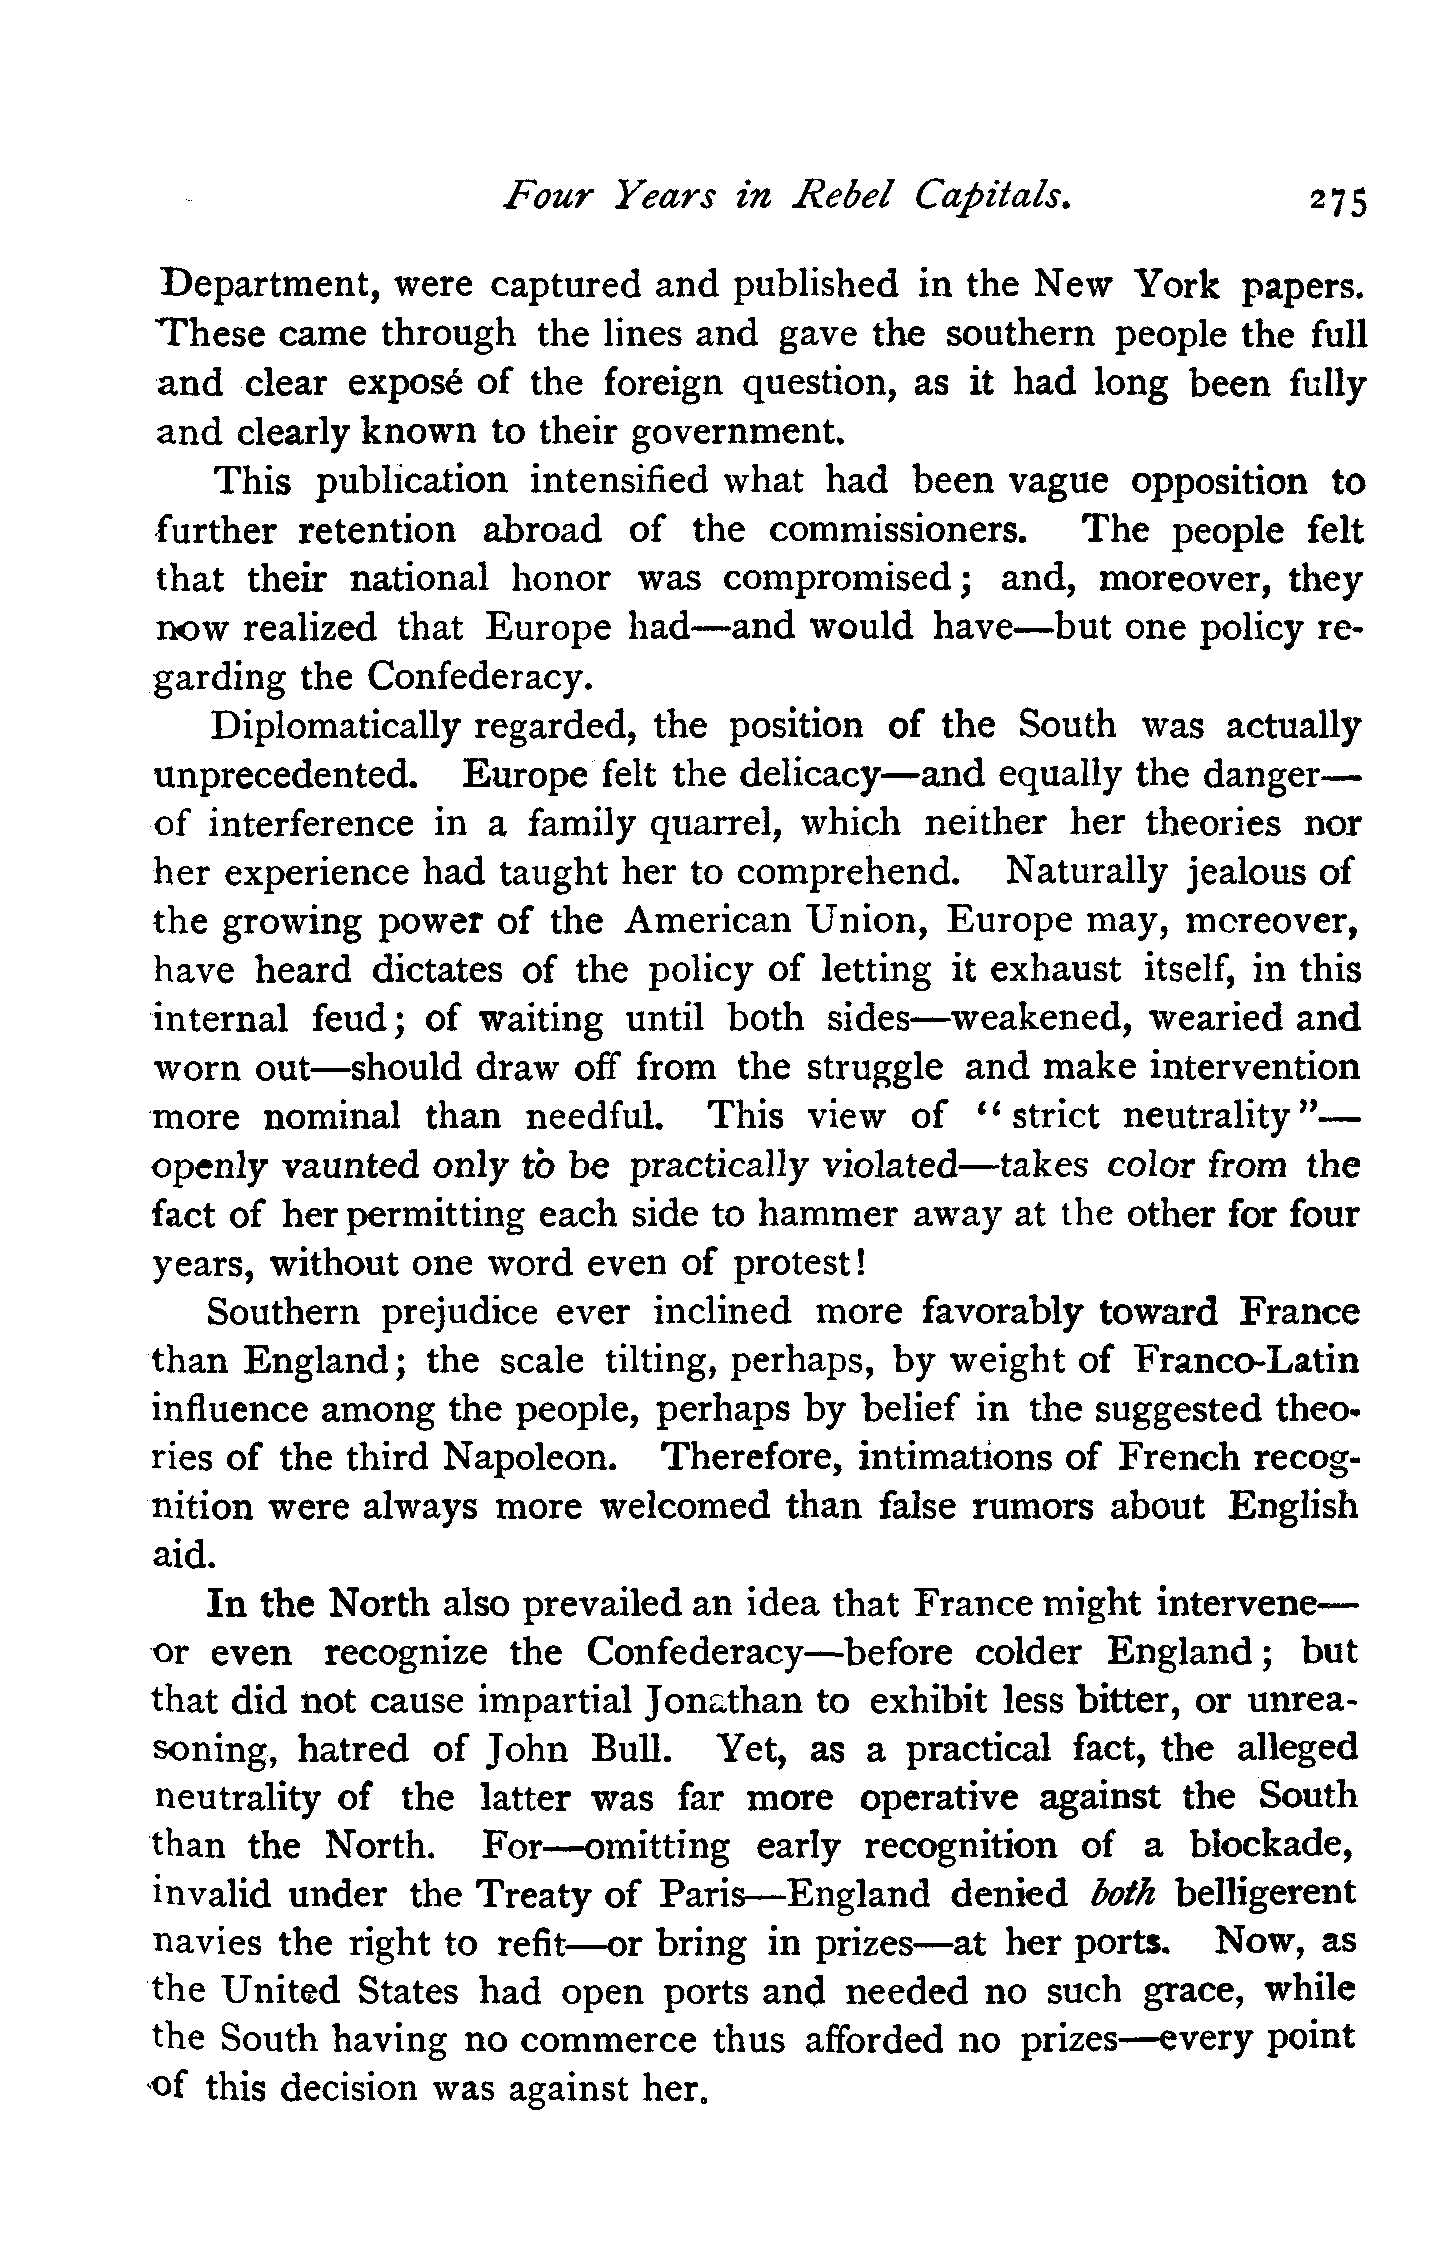 Four Years in Rebel Capitals. 275
Department, were captured and published in the New York papers.
These came through the lines and gave the southern people the full
and clear exposé of the foreign question, as it had long been fully
and clearly known to their government.
This publication intensified what had been vague opposition to
further retention abroad of the commissioners. The people felt
that their national honor was compromised; and, moreover, they
now realized that Europe had—and would have—but one policy re-
garding the Confederacy.
Diplomatically regarded, the position of the South was actually
unprecedented. Europe felt the delicacy—and equally the danger—
of interference in a family quarrel, which neither her theories nor
her experience had taught her to comprehend. Naturally jealous of
the growing power of the American Union, Europe may, moreover,
have heard dictates of the policy of letting it exhaust itself, in this
internal feud; of waiting until both sides—weakened, wearied and
worn out—should draw off from the struggle and make intervention
more nominal than needful. This view of "strict neutrality"—
openly vaunted only to be practically violated—takes color from the
fact of her permitting each side to hammer away at the other for four
years, without one word even of protest!
Southern prejudice ever inclined more favorably toward France
than England; the scale tilting, perhaps, by weight of Franco-Latin
influence among the people, perhaps by belief in the suggested theo-
ries of the third Napoleon. Therefore, intimations of French recog-
nition were always more welcomed than false rumors about English
aid.
In the North also prevailed an idea that France might intervene—
or even recognize the Confederacy—before colder England; but
that did not cause impartial Jonathan to exhibit less bitter, or unrea-
soning, hatred of John Bull. Yet, as a practical fact, the alleged
neutrality of the latter was far more operative against the South
than the North. For—omitting early recognition of a blockade,
invalid under the Treaty of Paris—England denied both belligerent
navies the right to refit—or bring in prizes—at her ports. Now, as
the United States had open ports and needed no such grace, while
the South having no commerce thus afforded no prizes—every point
of this decision was against her.